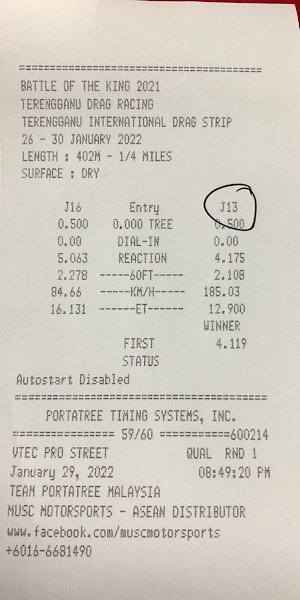 ====================================
BATTLE OF THE KING 2021
TERENGGANU DRAG RACING
TERENGGANU INTERNATIONAL DRAG STRIP
26 - 30 JANUARY 2022
LENGTH : 402M - 1/4 MILES
SURFACE : DRY
J16 Entry J13
0.500 0.000 TREE 0.500
0.00 DIAL-IN 0.00
5.063 REACTION 4.175
2.278 -----60FT----- 2.108
84.66 -----KM/H----- 185.03
16.131 ------ET------ 12.900
WINNER
FIRST 4.119
STATUS
Autostart Disabled
====================================
PORTATREE TIMING SYSTEMS, INC.
============== 59/60 ===========600214
VTEC PRO STREET QUAL RND 1
January 29, 2022 08:49:20 PM
TEAM PORTATREE MALAYSIA
MUSC MOTORSPORTS - ASEAN DISTRIBUTOR
www.facebook.com/muscmotorsports
+6016-6681490